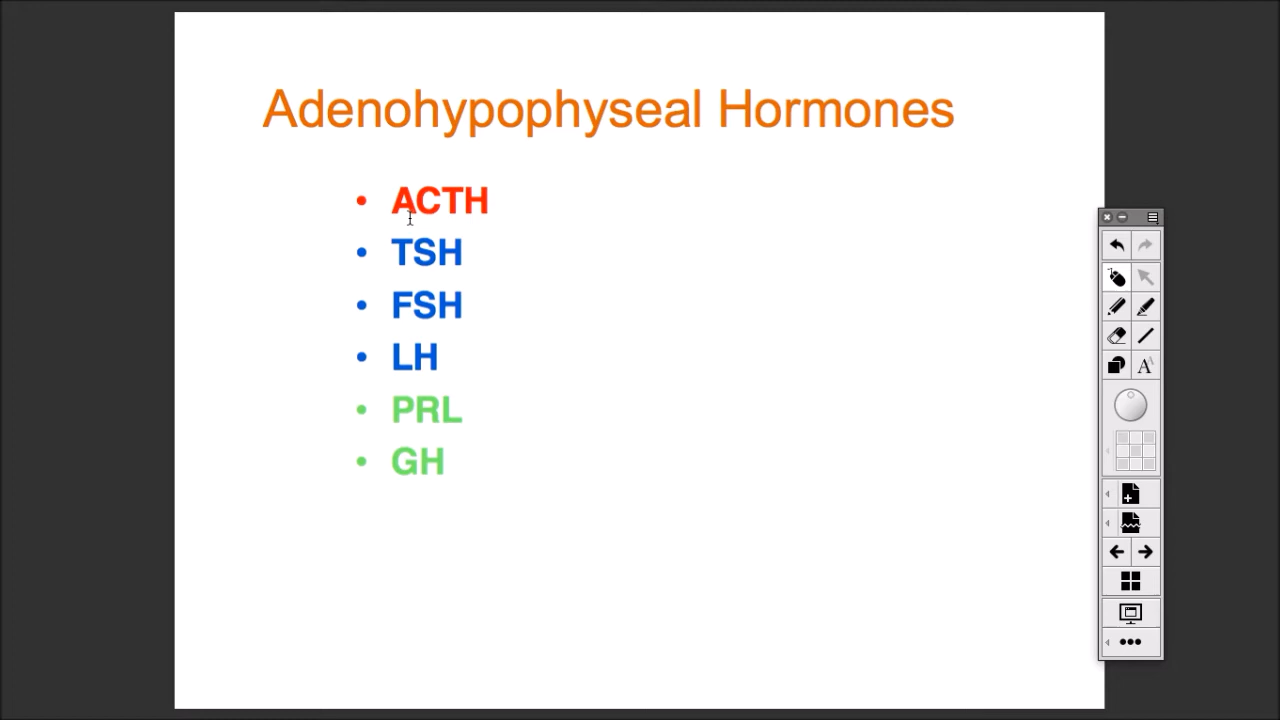 Adenohypophyseal Hormones
• ACTH
• TSH
• FSH
• LH
• PRL
• GH